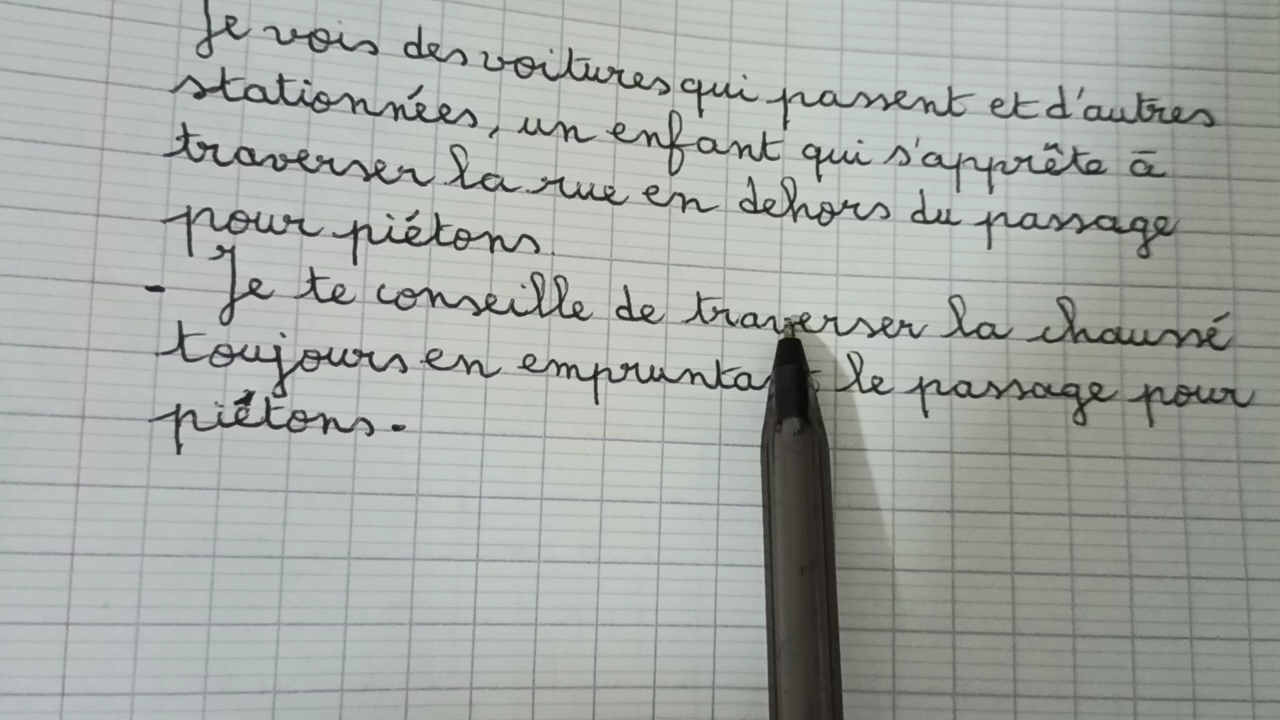 Je vois des voitures qui passent et d'autres
stationnées, un enfant qui s'apprête à
traverser la rue en dehors du passage
pour piétons.
- Je te conseille de traverser la chaussé
toujours en empruntant le passage pour
piétons.